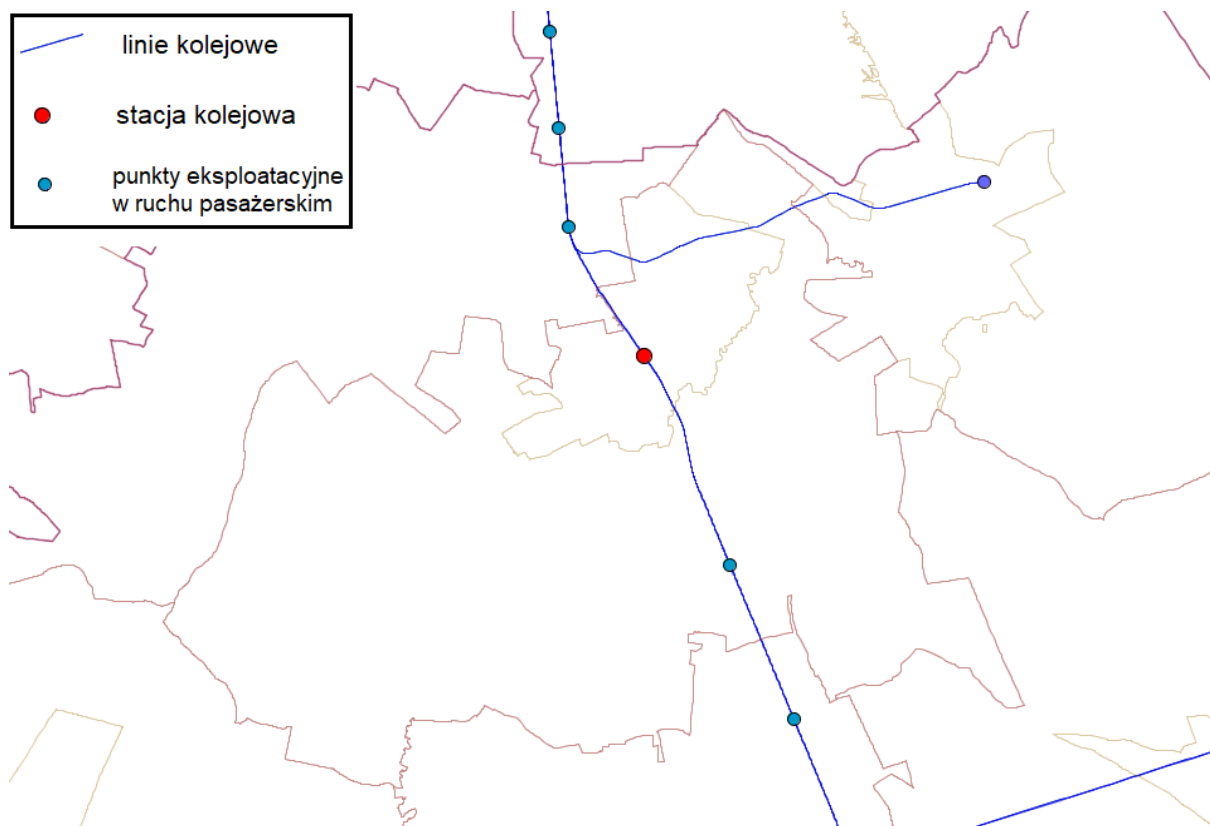 linie kolejowe
stacja kolejowa
punkty eksploatacyjne
w ruchu pasażerskim